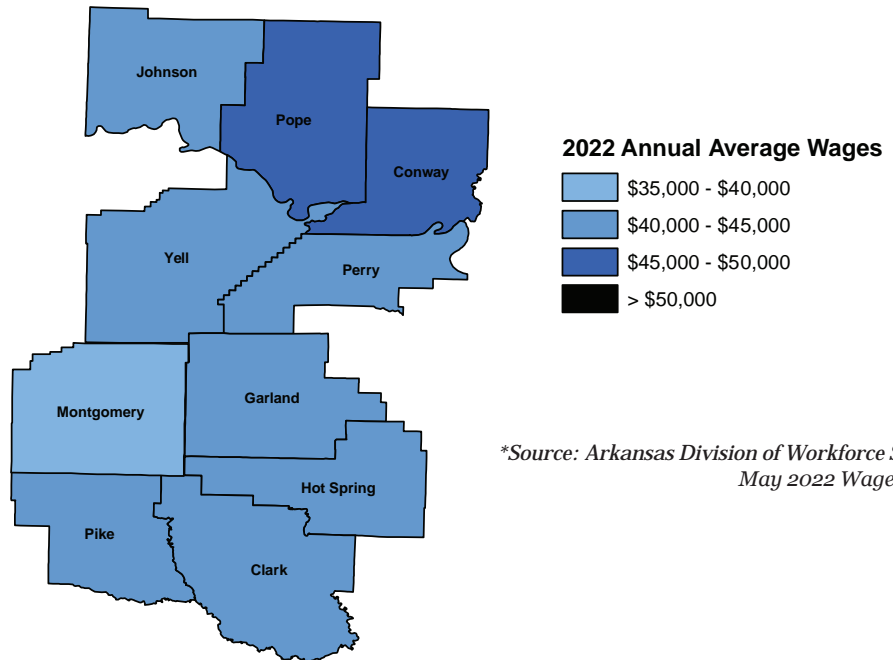 Johnson
Pope
Conway
Yell
Perry
Montgomery
Garland
Hot Spring
Pike
Clark
2022 Annual Average Wages
$35,000 - $40,000
$40,000 - $45,000
$45,000 - $50,000
> $50,000
*Source: Arkansas Division of Workforce
May 2022 Wage